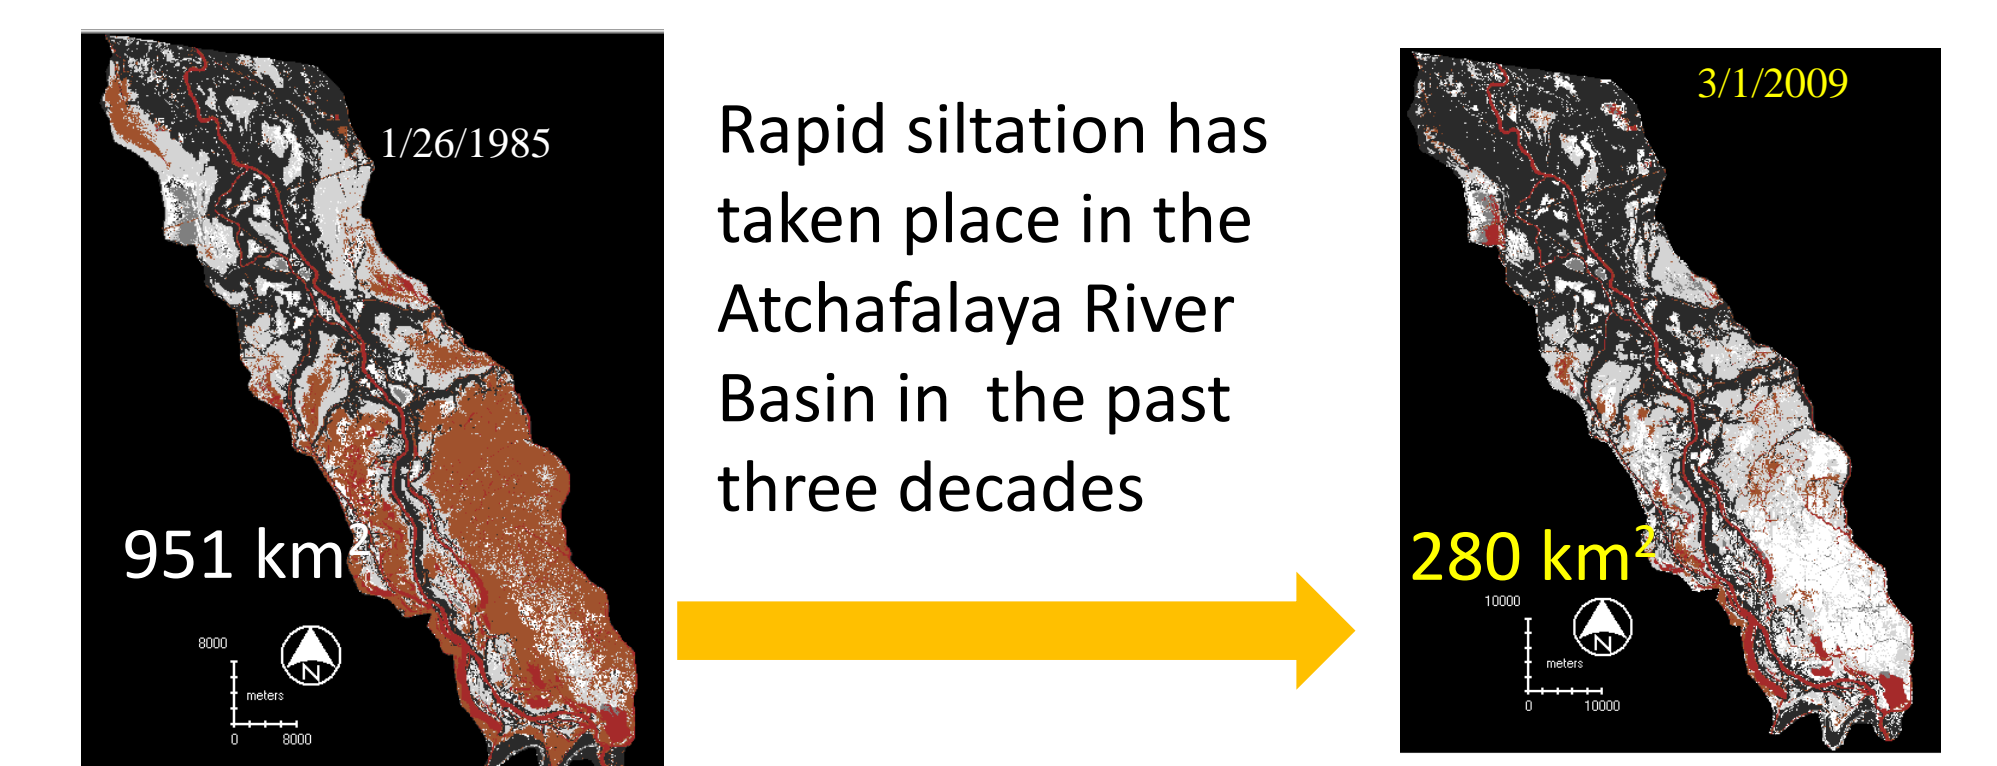 1/26/1985
951 km²
8000
meters
0 8000
N
Rapid siltation has
taken place in the
Atchafalaya River
Basin in  the past
three decades
3/1/2009
280 km²
10000
meters
0 10000
N